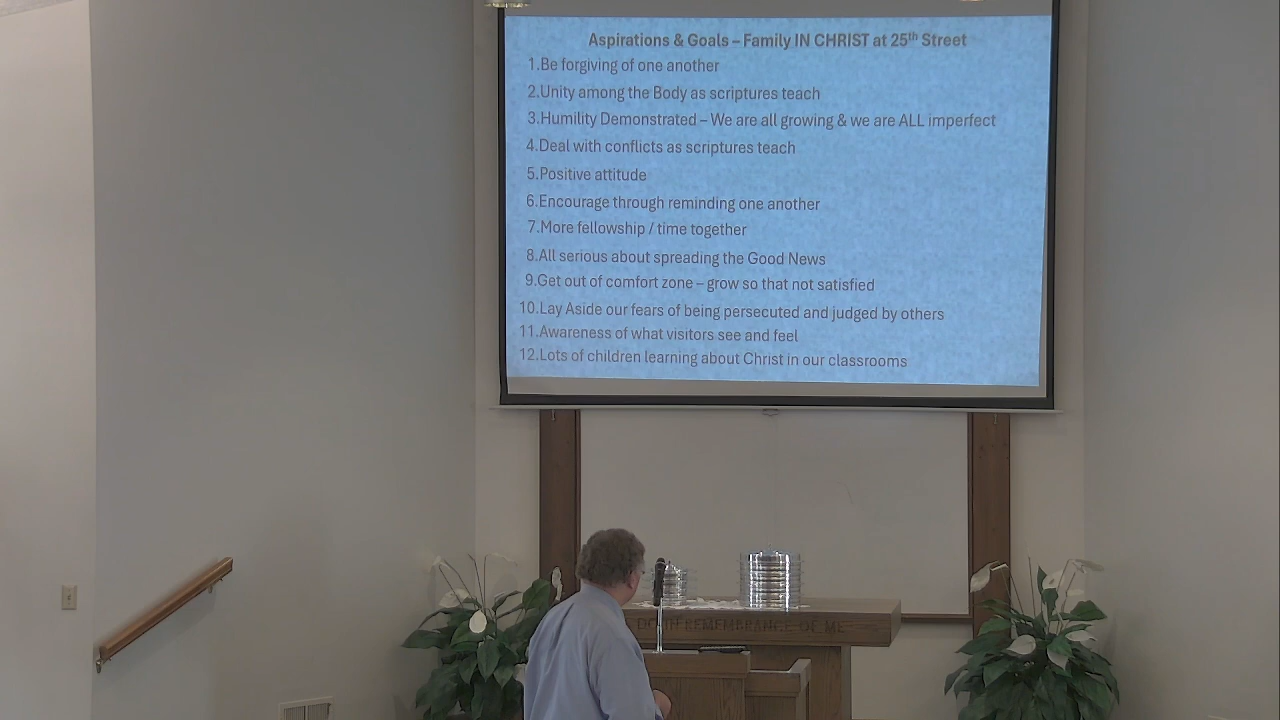 Aspirations & Goals – Family IN CHRIST at 25th Street
1.Be forgiving of one another
2.Unity among the Body as scriptures teach
3.Humility Demonstrated – We are all growing & we are ALL imperfect
4.Deal with conflicts as scriptures teach
5.Positive attitude
6.Encourage through reminding one another
7.More fellowship / time together
8.All serious about spreading the Good News
9.Get out of comfort zone – grow so that not satisfied
10.Lay Aside our fears of being persecuted and judged by others
11.Awareness of what visitors see and feel
12.Lots of children learning about Christ in our classrooms
REMEMBRANCE OF ME